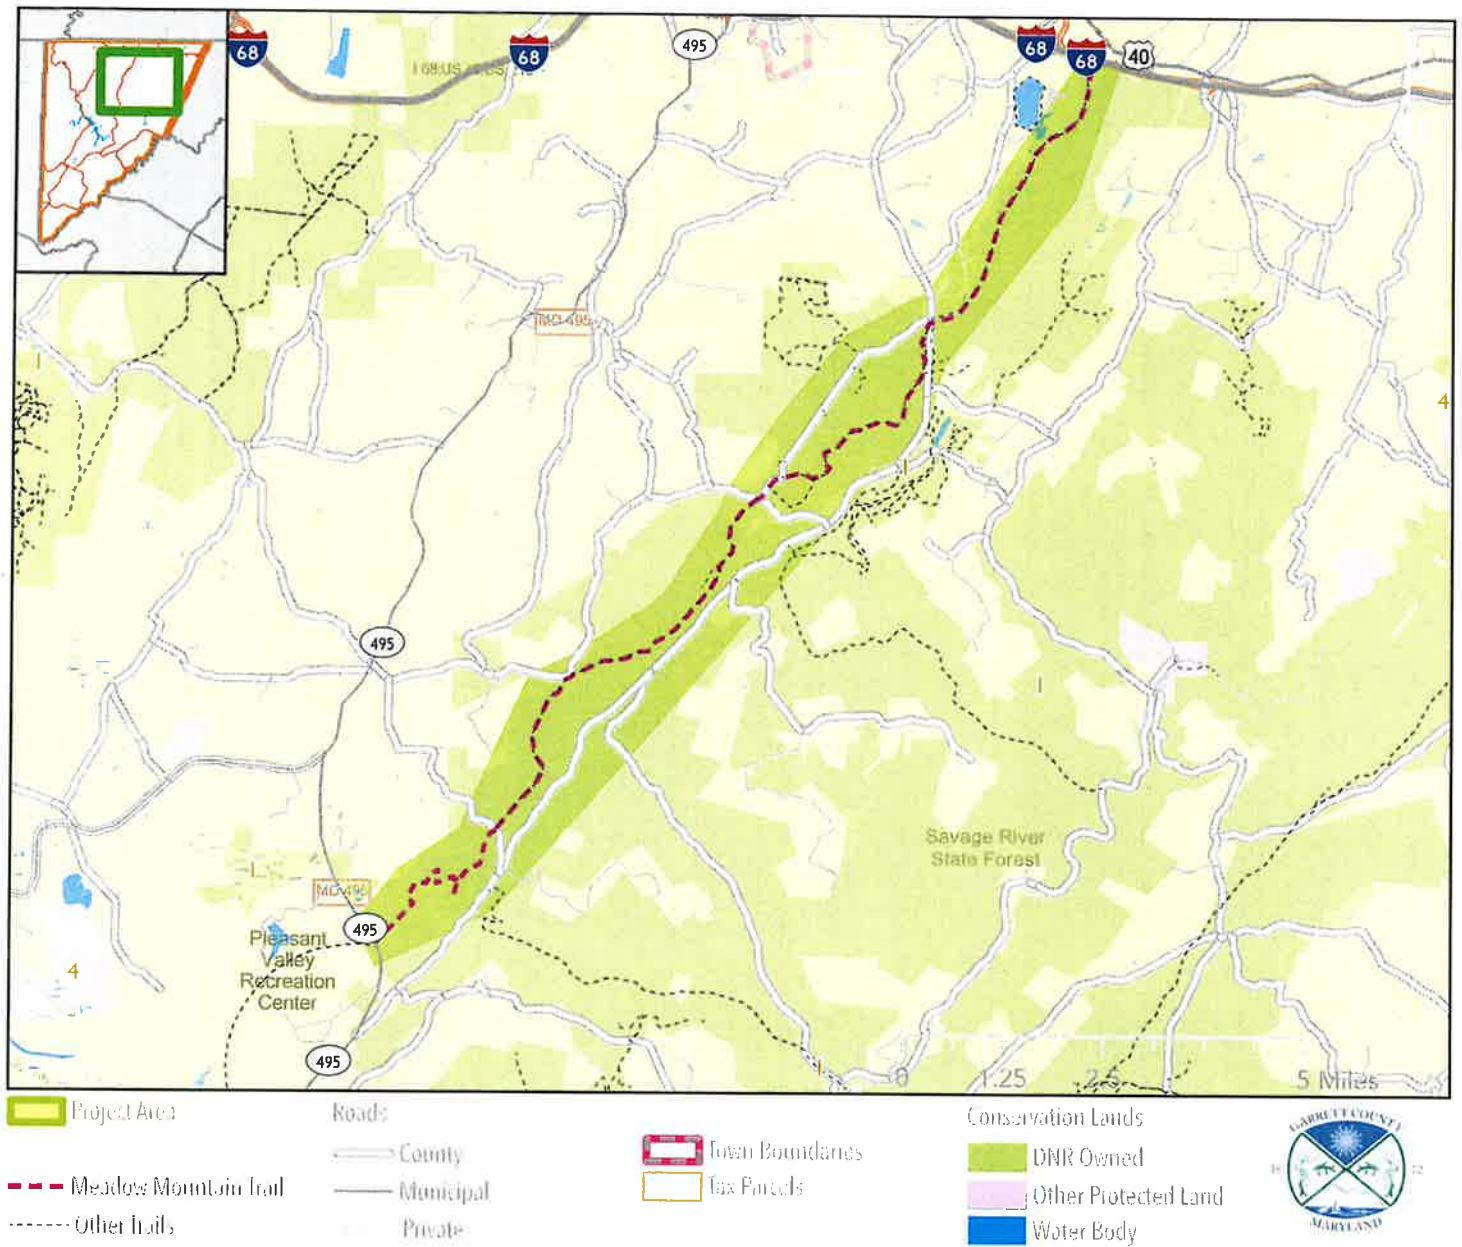 68
68
495
68
68
40
MD 495
4
495
Savage River
State Forest
MD 495
495
Pleasant
Valley
Recreation
Center
4
495
0 1.25 2.5 5 Miles
Project Area
Meadow Mountain Trail
Other Trails
Roads
County
Municipal
Private
Town Boundaries
Tax Parcels
Conservation Lands
DNR Owned
Other Protected Land
Water Body
GARRETT COUNTY
MARYLAND